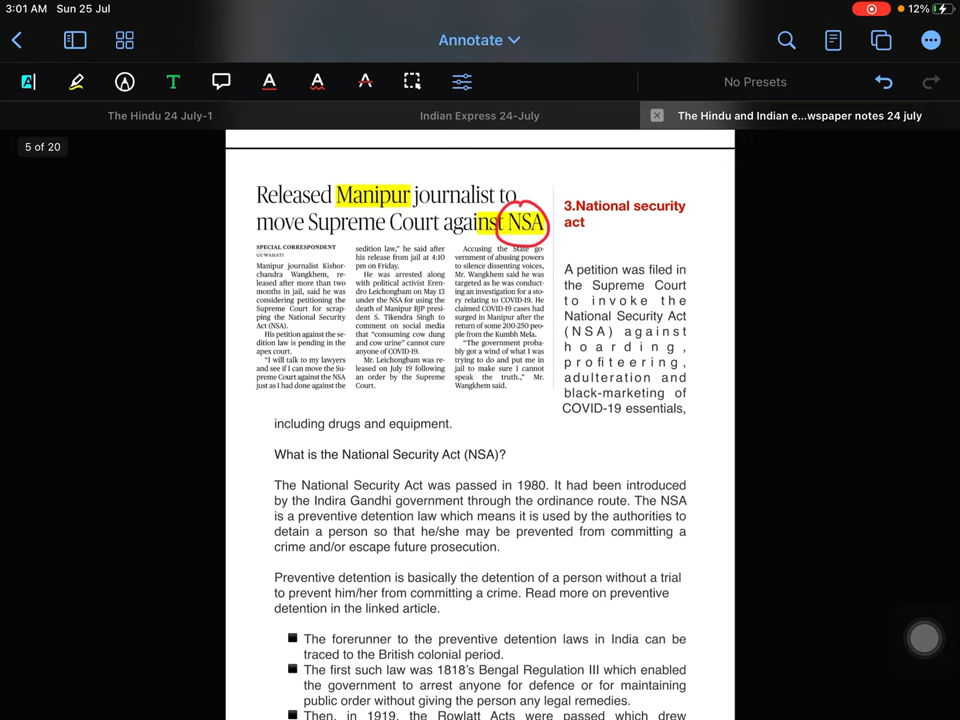 3:01 AM Sun 25 Jul
12%
Annotate
No Presets
The Hindu 24 July-1
Indian Express 24-July
The Hindu and Indian e...wspaper notes 24 july
5 of 20
Released Manipur journalist to
move Supreme Court against NSA
SPECIAL CORRESPONDENT
GUWAHATI
Manipur journalist Kishor-
chandra Wangkhem, re-
leased after more than two
months in jail, said he was
considering petitioning the
Supreme Court for scrap-
ping the National Security
Act (NSA).
His petition against the se-
dition law is pending in the
apex court.
"I will talk to my lawyers
and see if I can move the Su-
preme Court against the NSA
just as I had done against the
sedition law," he said after
his release from jail at 4:10
pm on Friday.
He was arrested along
with political activist Eren-
dro Leichongbam on May 13
under the NSA for using the
death of Manipur BJP presi-
dent S. Tikendra Singh to
comment on social media
that "consuming cow dung
and cow urine" cannot cure
anyone of COVID-19.
Mr. Leichongbam was re-
leased on July 19 following
an order by the Supreme
Court.
Accusing the State go-
vernment of abusing powers
to silence dissenting voices,
Mr. Wangkhem said he was
targeted as he was conduct-
ing an investigation for a sto-
ry relating to COVID-19. He
claimed COVID-19 cases had
surged in Manipur after the
return of some 200-250 peo-
ple from the Kumbh Mela.
"The government proba-
bly got a wind of what I was
trying to do and put me in
jail to make sure I cannot
speak the truth.," Mr.
Wangkhem said.
3.National security
act
A petition was filed in
the Supreme Court
to invoke the
National Security Act
(NSA) against
hoarding,
profiteering,
adulteration and
black-marketing of
COVID-19 essentials,
including drugs and equipment.
What is the National Security Act (NSA)?
The National Security Act was passed in 1980. It had been introduced
by the Indira Gandhi government through the ordinance route. The NSA
is a preventive detention law which means it is used by the authorities to
detain a person so that he/she may be prevented from committing a
crime and/or escape future prosecution.
Preventive detention is basically the detention of a person without a trial
to prevent him/her from committing a crime. Read more on preventive
detention in the linked article.
The forerunner to the preventive detention laws in India can be
traced to the British colonial period.
The first such law was 1818's Bengal Regulation III which enabled
the government to arrest anyone for defence or for maintaining
public order without giving the person any legal remedies.
Then, in 1919, the Rowlatt Acts were passed which drew